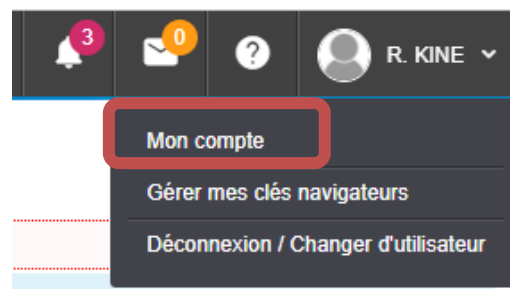 3 0 ? R. KINE
Mon compte
Gérer mes clés navigateurs
Déconnexion / Changer d'utilisateur